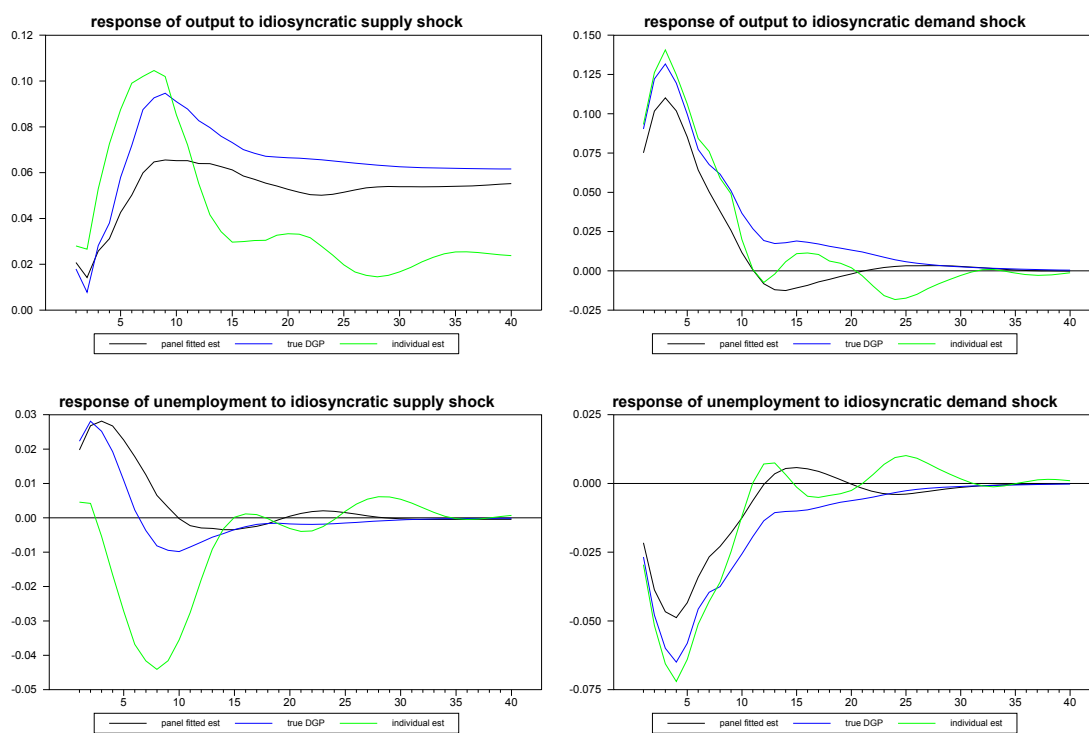 response of output to idiosyncratic supply shock
0.12
0.10
0.08
0.06
0.04
0.02
0.00
5 10 15 20 25 30 35 40
panel fitted est true DGP individual est
response of output to idiosyncratic demand shock
0.150
0.125
0.100
0.075
0.050
0.025
0.000
-0.025
5 10 15 20 25 30 35 40
panel fitted est true DGP individual est
response of unemployment to idiosyncratic supply shock
0.03
0.02
0.01
0.00
-0.01
-0.02
-0.03
-0.04
-0.05
5 10 15 20 25 30 35 40
panel fitted est true DGP individual est
response of unemployment to idiosyncratic demand shock
0.025
0.000
-0.025
-0.050
-0.075
5 10 15 20 25 30 35 40
panel fitted est true DGP individual est